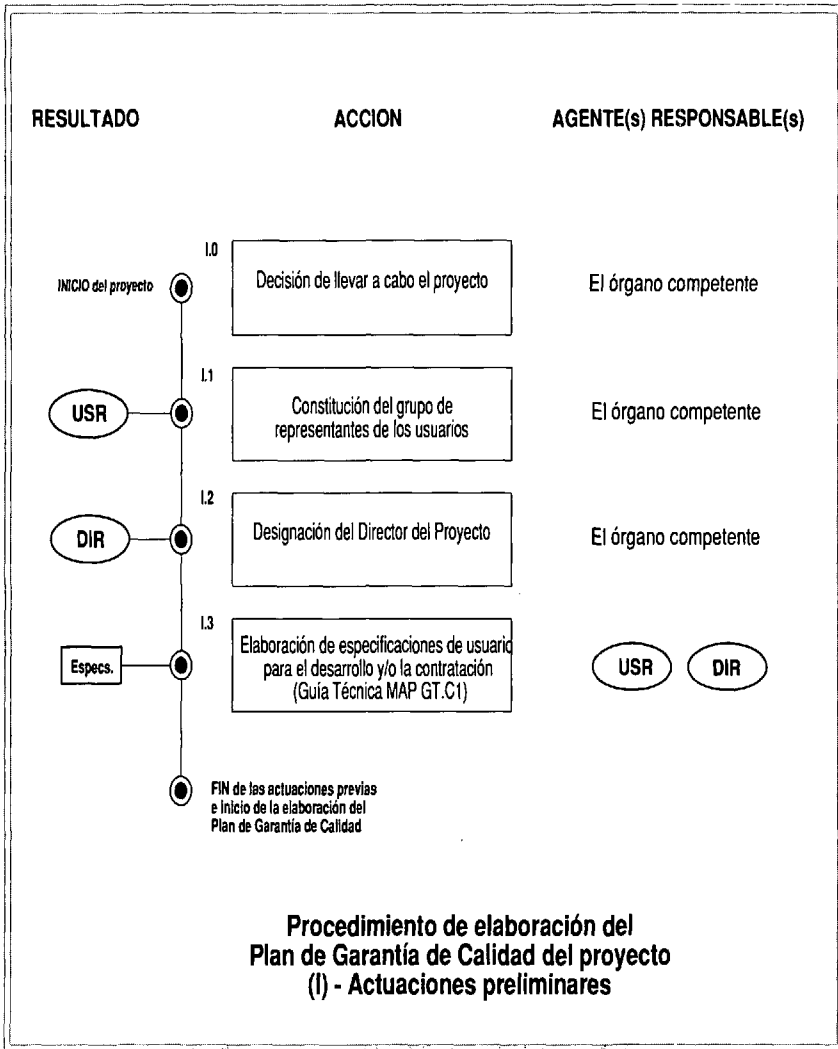 RESULTADO ACCION AGENTE(s) RESPONSABLE(s)
I.0
INICIO del proyecto
Decisión de llevar a cabo el proyecto
El órgano competente
I.1
USR
Constitución del grupo de
representantes de los usuarios
El órgano competente
I.2
DIR
Designación del Director del Proyecto
El órgano competente
I.3
Especs.
Elaboración de especificaciones de usuario
para el desarrollo y/o la contratación
(Guía Técnica MAP GT.C1)
USR DIR
FIN de las actuaciones previas
e Inicio de la elaboración del
Plan de Garantía de Calidad
Procedimiento de elaboración del
Plan de Garantía de Calidad del proyecto
(I) - Actuaciones preliminares